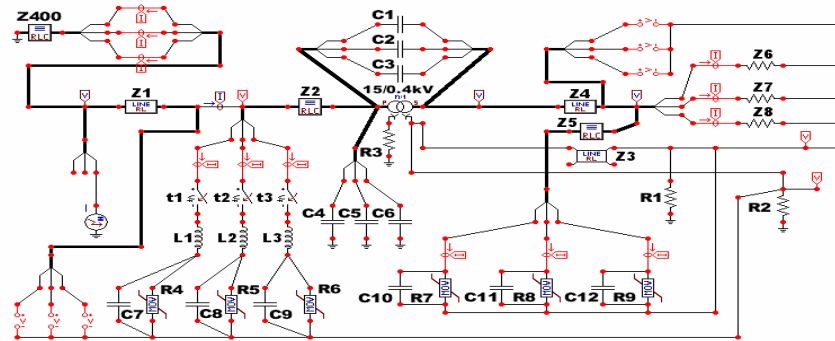 C1
Z400
RLC
I
I
I
C2
C3
Z6
I
V
Z1
I
V
Z2
15/0.4kV
n:1
P S
V
Z4
V
Z7
I
LINE
RL
RLC
LINE
RL
Z8
I
Z5
RLC
R3
Z3
LINE
RL
V
V
I
I
I
t1
t2
t3
R1
R2
I
C4
C5
C6
L1
L2
L3
I
I
I
R4
R5
R6
C10
R7
C11
R8
C12
R9
MOV
MOV
MOV
MOV
MOV
MOV
C7
C8
C9
V
V
V